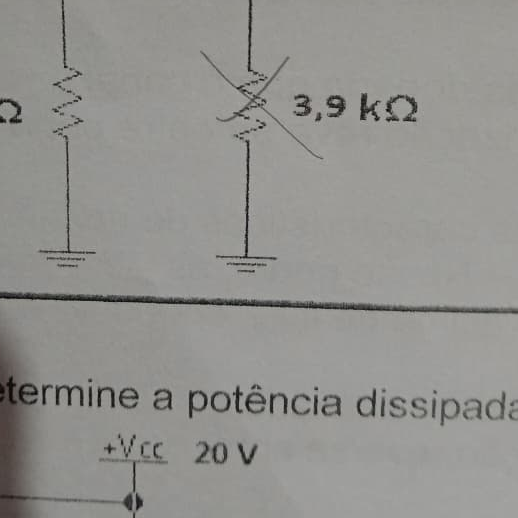 Ω
3,9 kΩ
etermine a potência dissipada
+Vcc 20 V